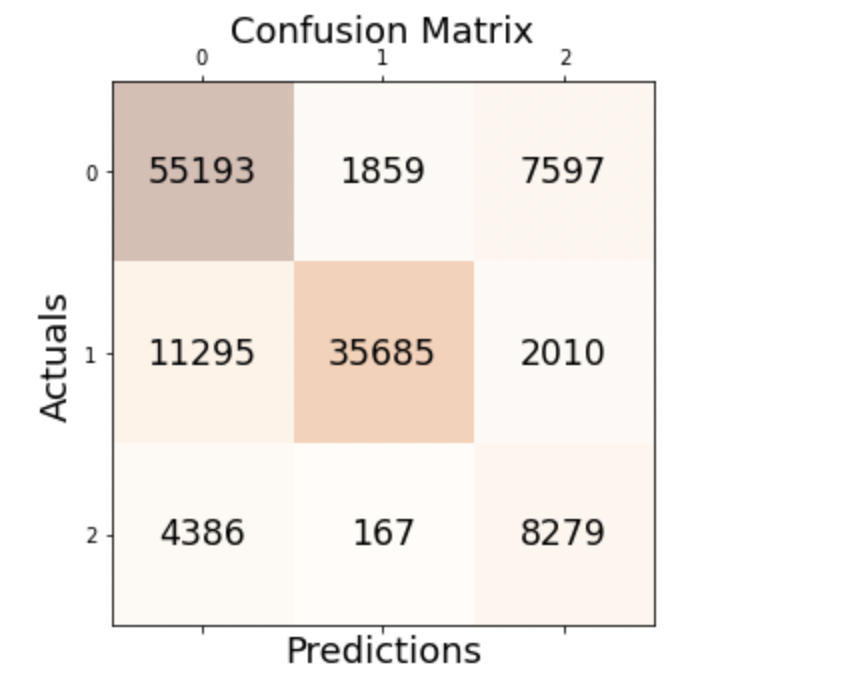 Confusion Matrix
0 1 2
0 55193 1859 7597
1 11295 35685 2010
2 4386 167 8279
Actuals
Predictions